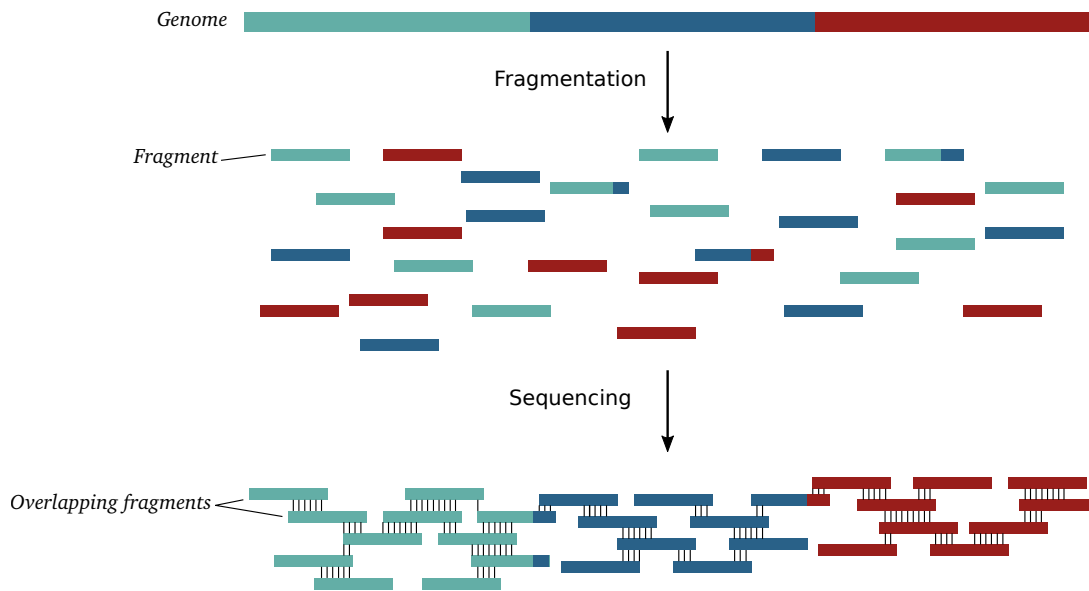 Genome
Fragmentation
Fragment
Sequencing
Overlapping fragments